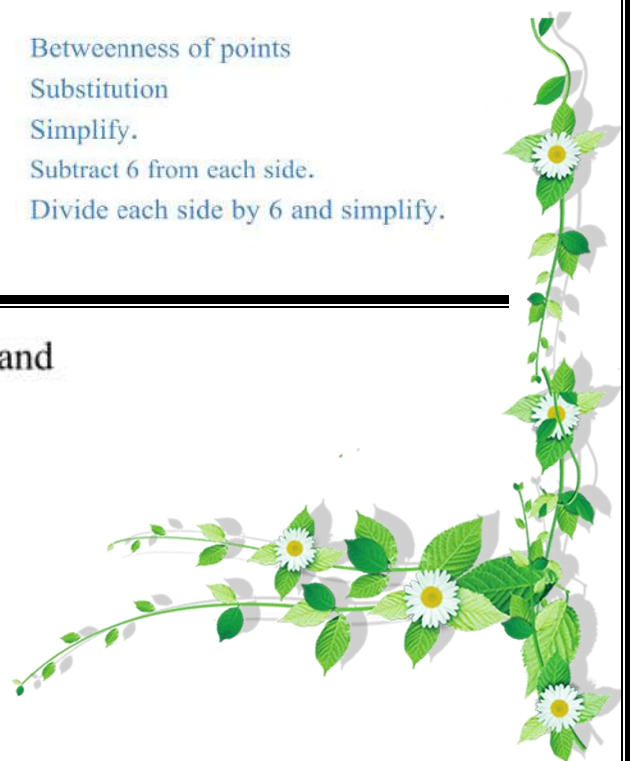 Betweenness of points
Substitution
Simplify.
Subtract 6 from each side.
Divide each side by 6 and simplify.
and